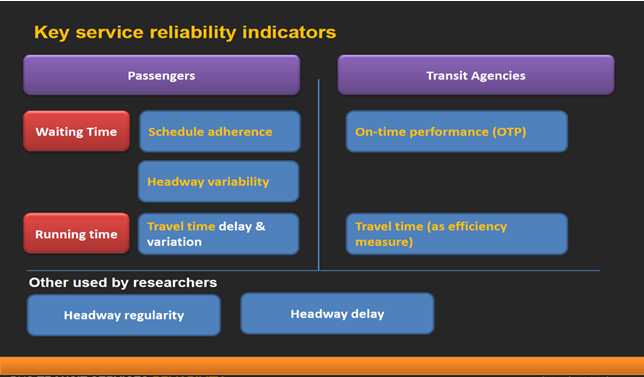 Key service reliability indicators
Passengers
Transit Agencies
Waiting Time
Schedule adherence
On-time performance (OTP)
Headway variability
Running time
Travel time delay &
variation
Travel time (as efficiency
measure)
Other used by researchers
Headway regularity
Headway delay